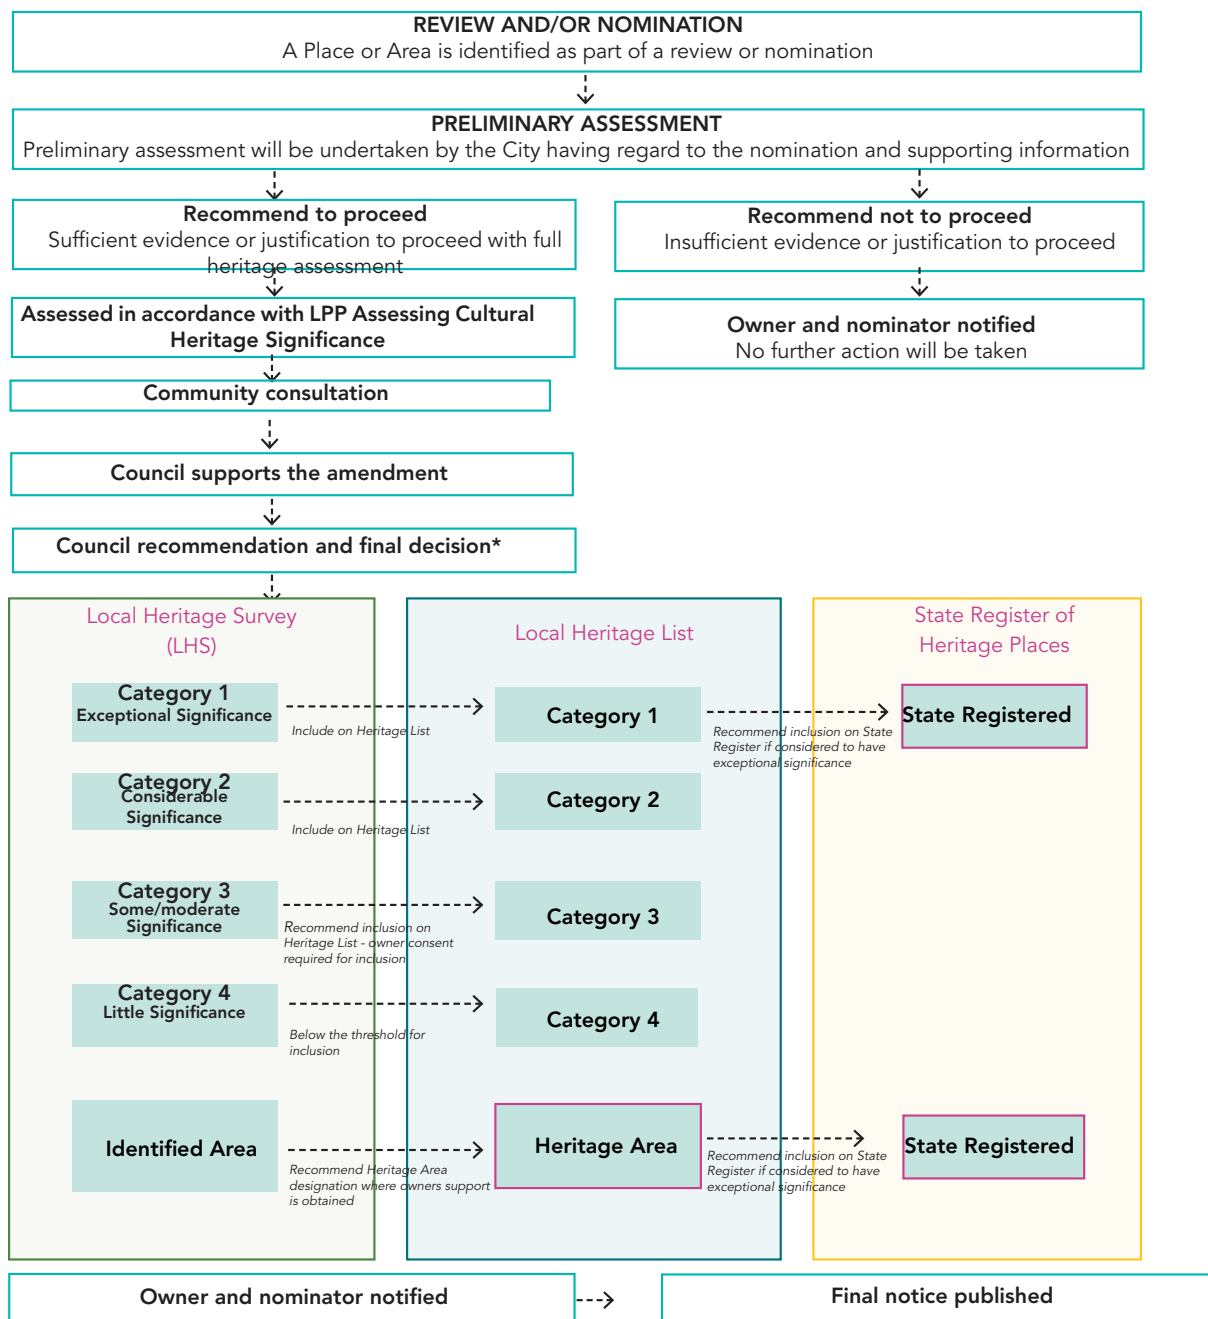 REVIEW AND/OR NOMINATION
A Place or Area is identified as part of a review or nomination
PRELIMINARY ASSESSMENT
Preliminary assessment will be undertaken by the City having regard to the nomination and supporting information
Recommend to proceed
Sufficient evidence or justification to proceed with full
heritage assessment
Recommend not to proceed
Insufficient evidence or justification to proceed
Assessed in accordance with LPP Assessing Cultural
Heritage Significance
Owner and nominator notified
No further action will be taken
Community consultation
Council supports the amendment
Council recommendation and final decision*
Local Heritage Survey
(LHS)
Local Heritage List
State Register of
Heritage Places
Category 1
Exceptional Significance
Include on Heritage List
Category 1
Recommend inclusion on State
Register if considered to have
exceptional significance
State Registered
Category 2
Considerable
Significance
Include on Heritage List
Category 2
Category 3
Some/moderate
Significance
Recommend inclusion on
Heritage List - owner consent
required for inclusion
Category 3
Category 4
Little Significance
Below the threshold for
inclusion
Category 4
Identified Area
Recommend Heritage Area
designation where owners support
is obtained
Heritage Area
Recommend inclusion on State
Register if considered to have
exceptional significance
State Registered
Owner and nominator notified
Final notice published